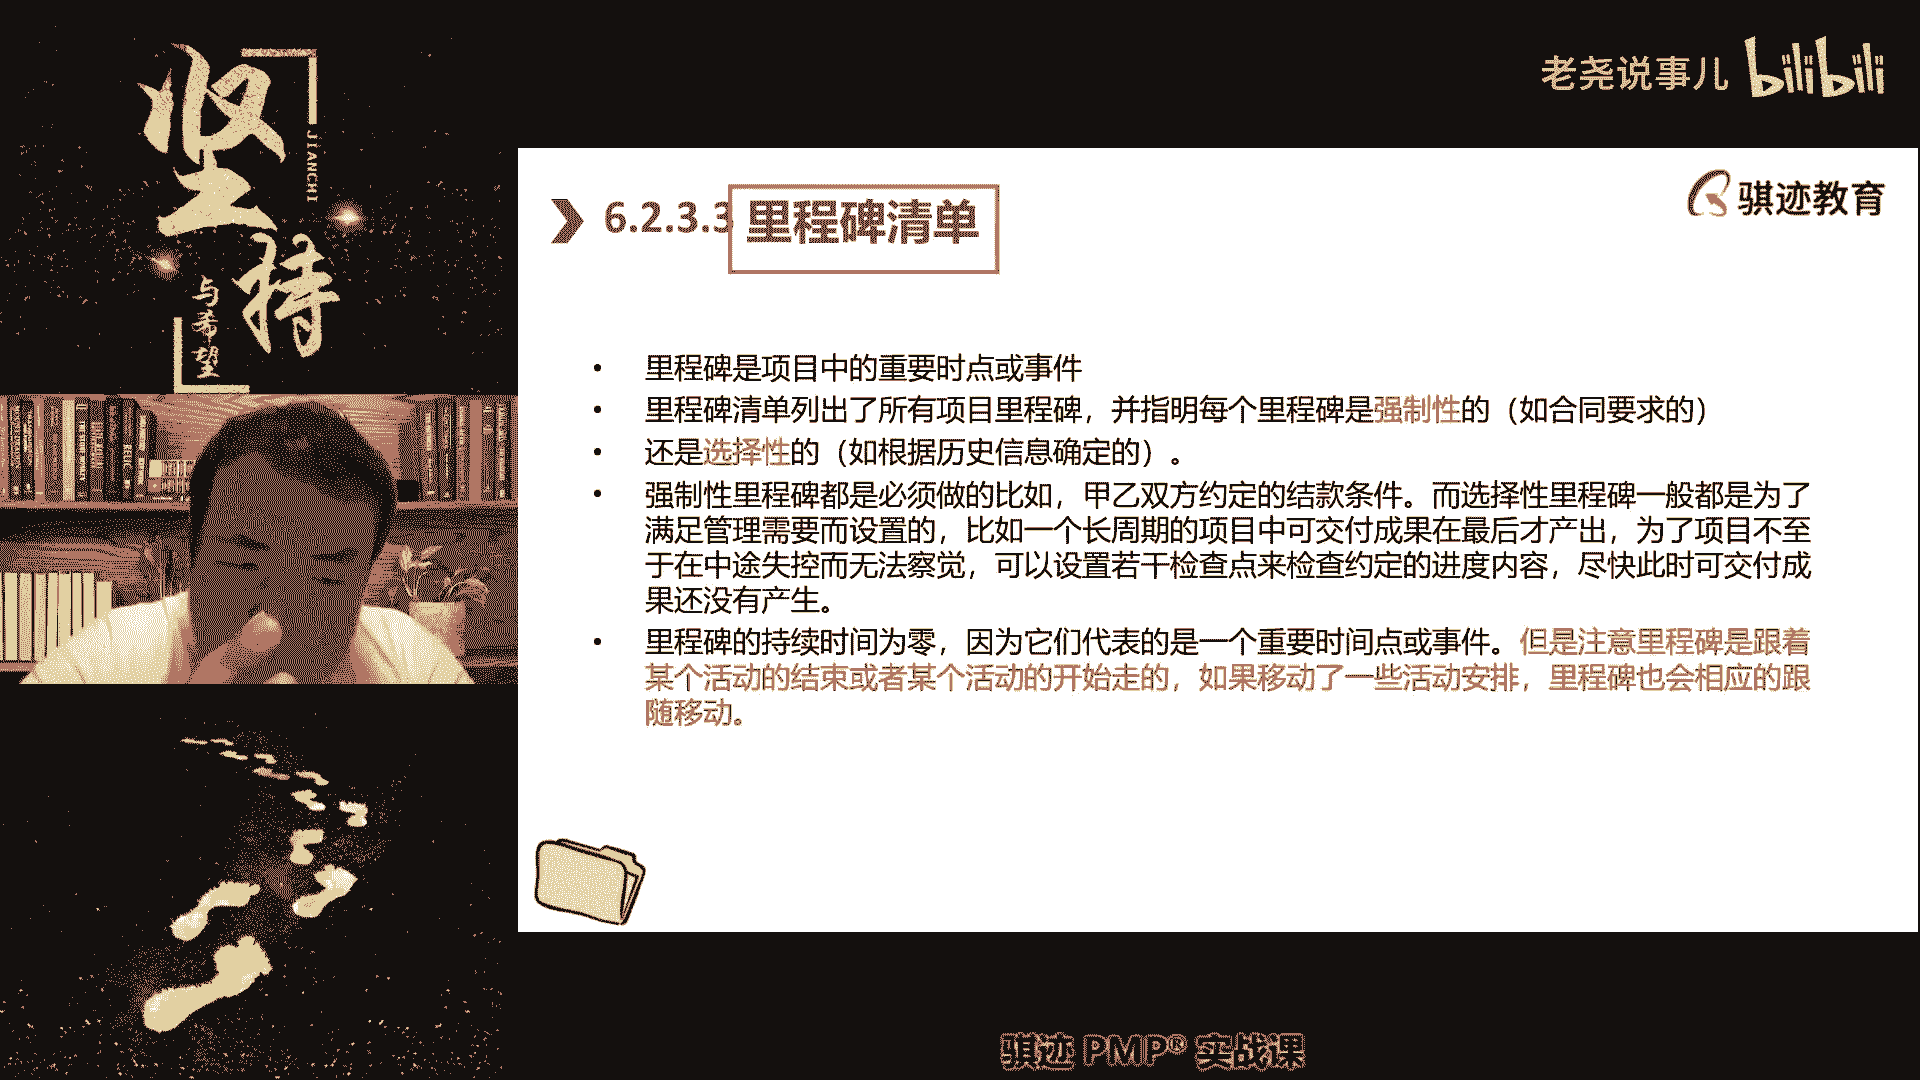 坚持
JIANCHI
与希望
老尧说事儿 bilibili
骐迹教育
6.2.3.3 里程碑清单
• 里程碑是项目中的重要时点或事件
• 里程碑清单列出了所有项目里程碑，并指明每个里程碑是强制性的（如合同要求的）
• 还是选择性的（如根据历史信息确定的）。
• 强制性里程碑都是必须做的比如，甲乙双方约定的结款条件。而选择性里程碑一般都是为了
满足管理需要而设置的，比如一个长周期的项目中可交付成果在最后才产出，为了项目不至
于在中途失控而无法察觉，可以设置若干检查点来检查约定的进度内容，尽快此时可交付成
果还没有产生。
• 里程碑的持续时间为零，因为它们代表的是一个重要时间点或事件。但是注意里程碑是跟着
某个活动的结束或者某个活动的开始走的，如果移动了一些活动安排，里程碑也会相应的跟
随移动。
骐迹 PMP® 实战课